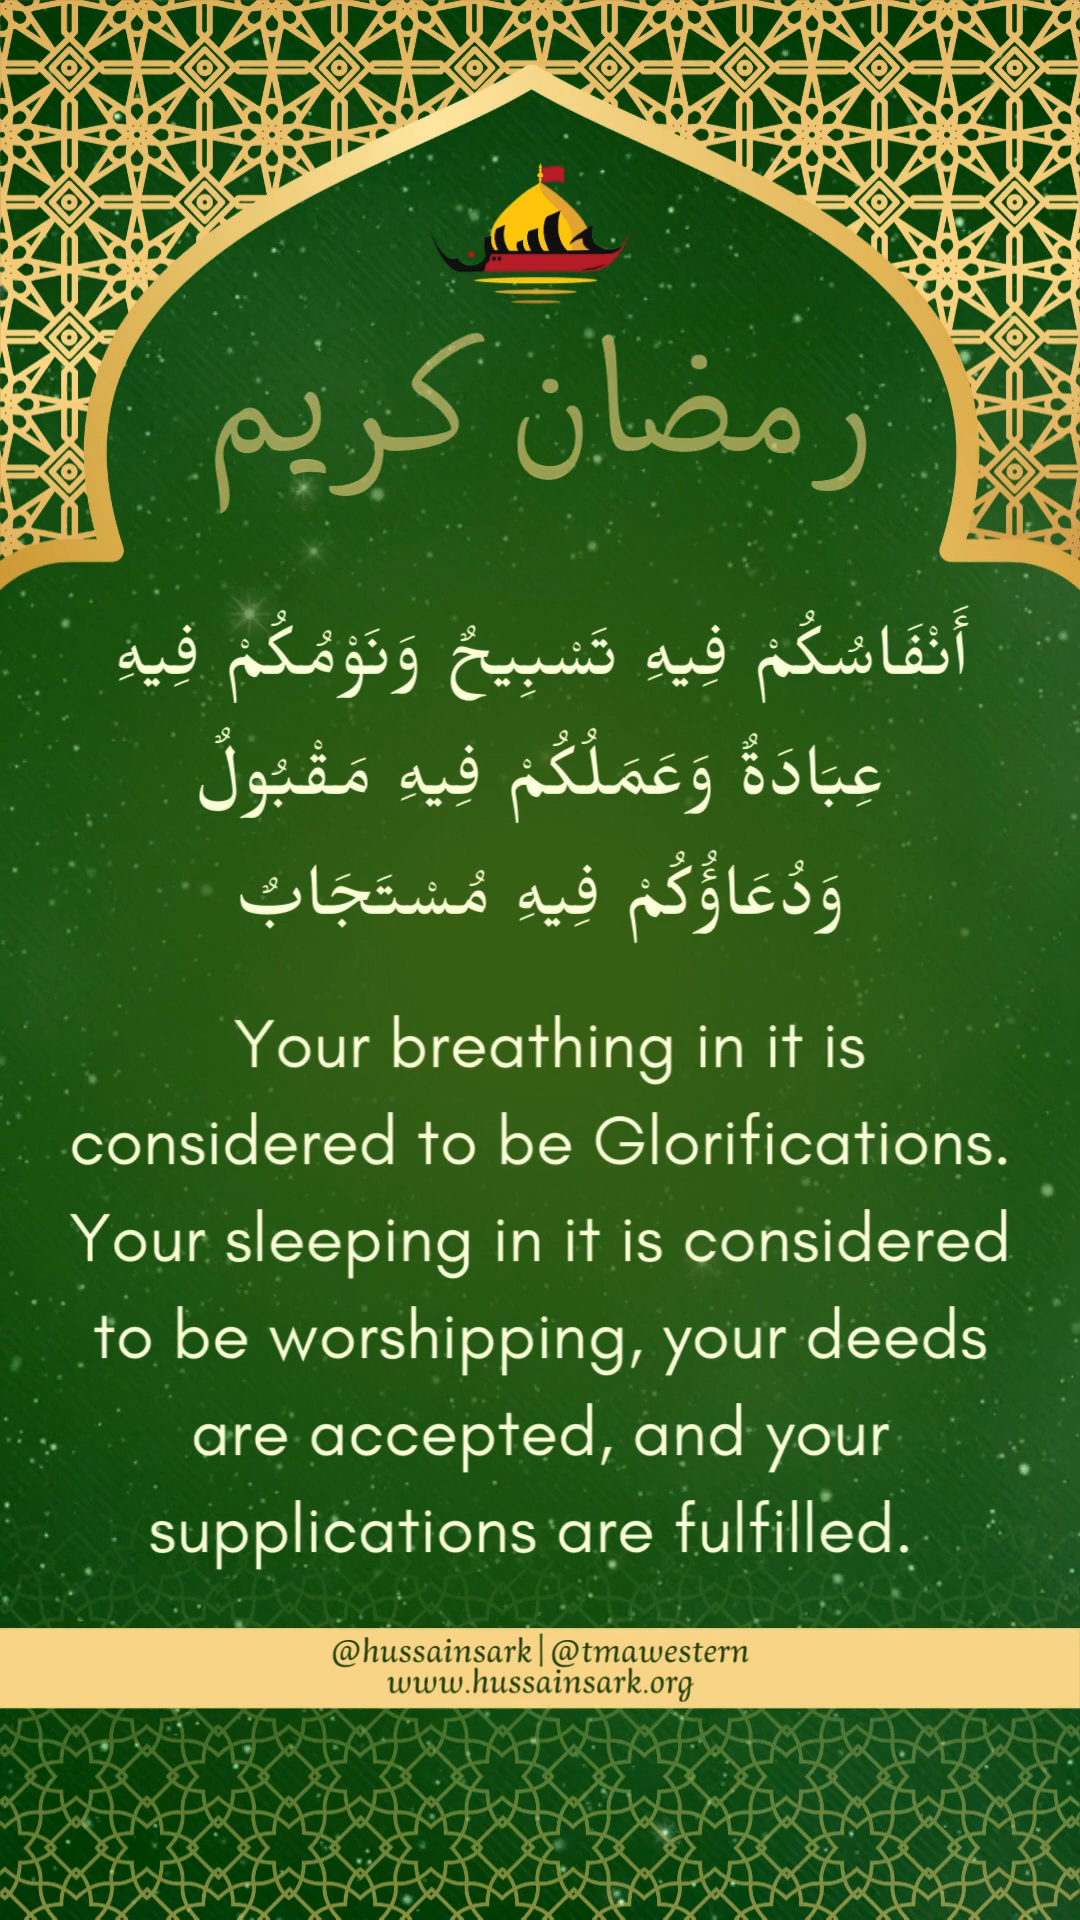 رمضان كريم
أَنْفَاسُكُمْ فِيهِ تَسْبِيحٌ وَنَوْمُكُمْ فِيهِ
عِبَادَةٌ وَعَمَلُكُمْ فِيهِ مَقْبُولٌ
وَدُعَاؤُكُمْ فِيهِ مُسْتَجَابٌ
Your breathing in it is
considered to be Glorifications.
Your sleeping in it is considered
to be worshipping, your deeds
are accepted, and your
supplications are fulfilled.
@hussainsark|@tmawestern
www.hussainsark.org